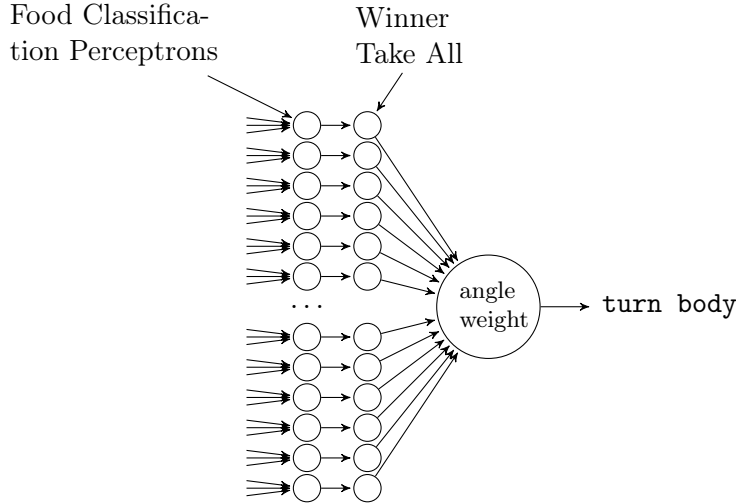 Food Classifica-
tion Perceptrons
Winner
Take All
...
angle
weight
turn body